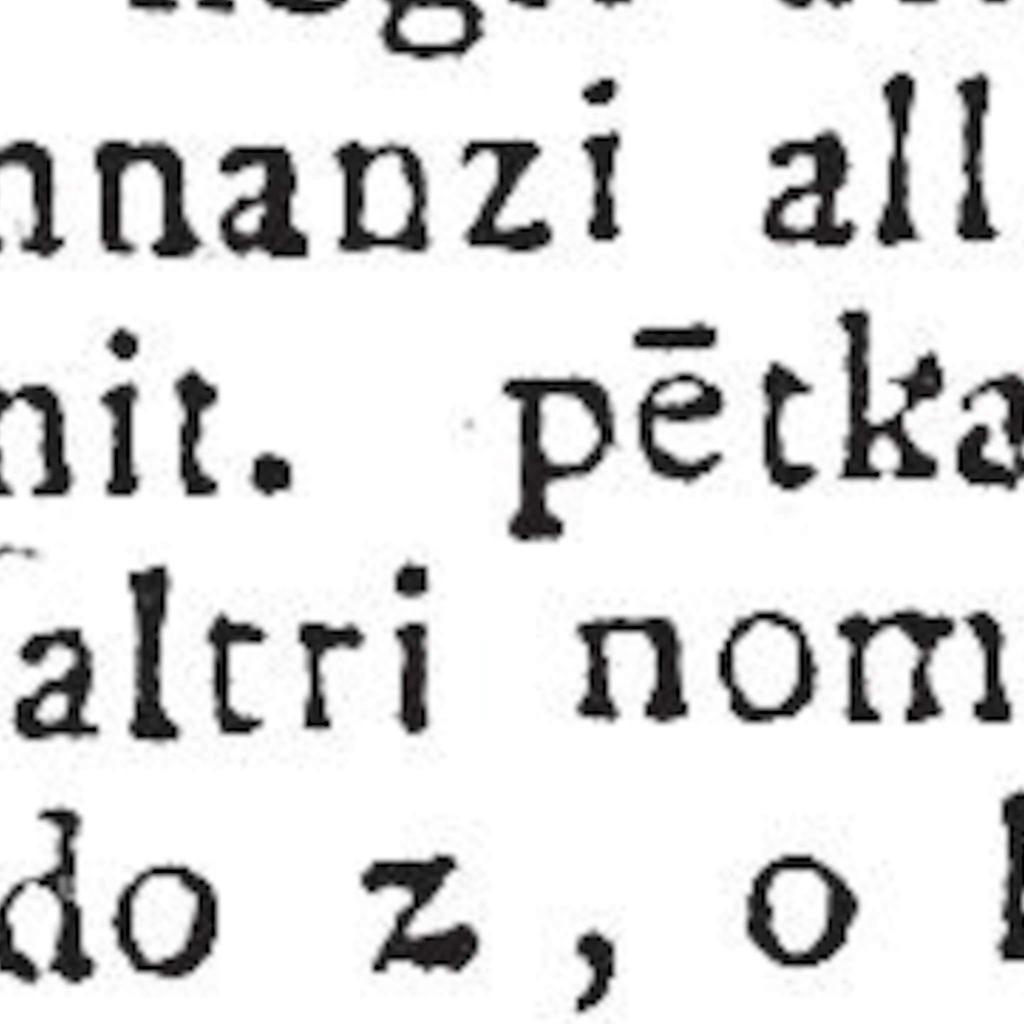 nnanzi all
nit. pētka
altri nom
do z, o